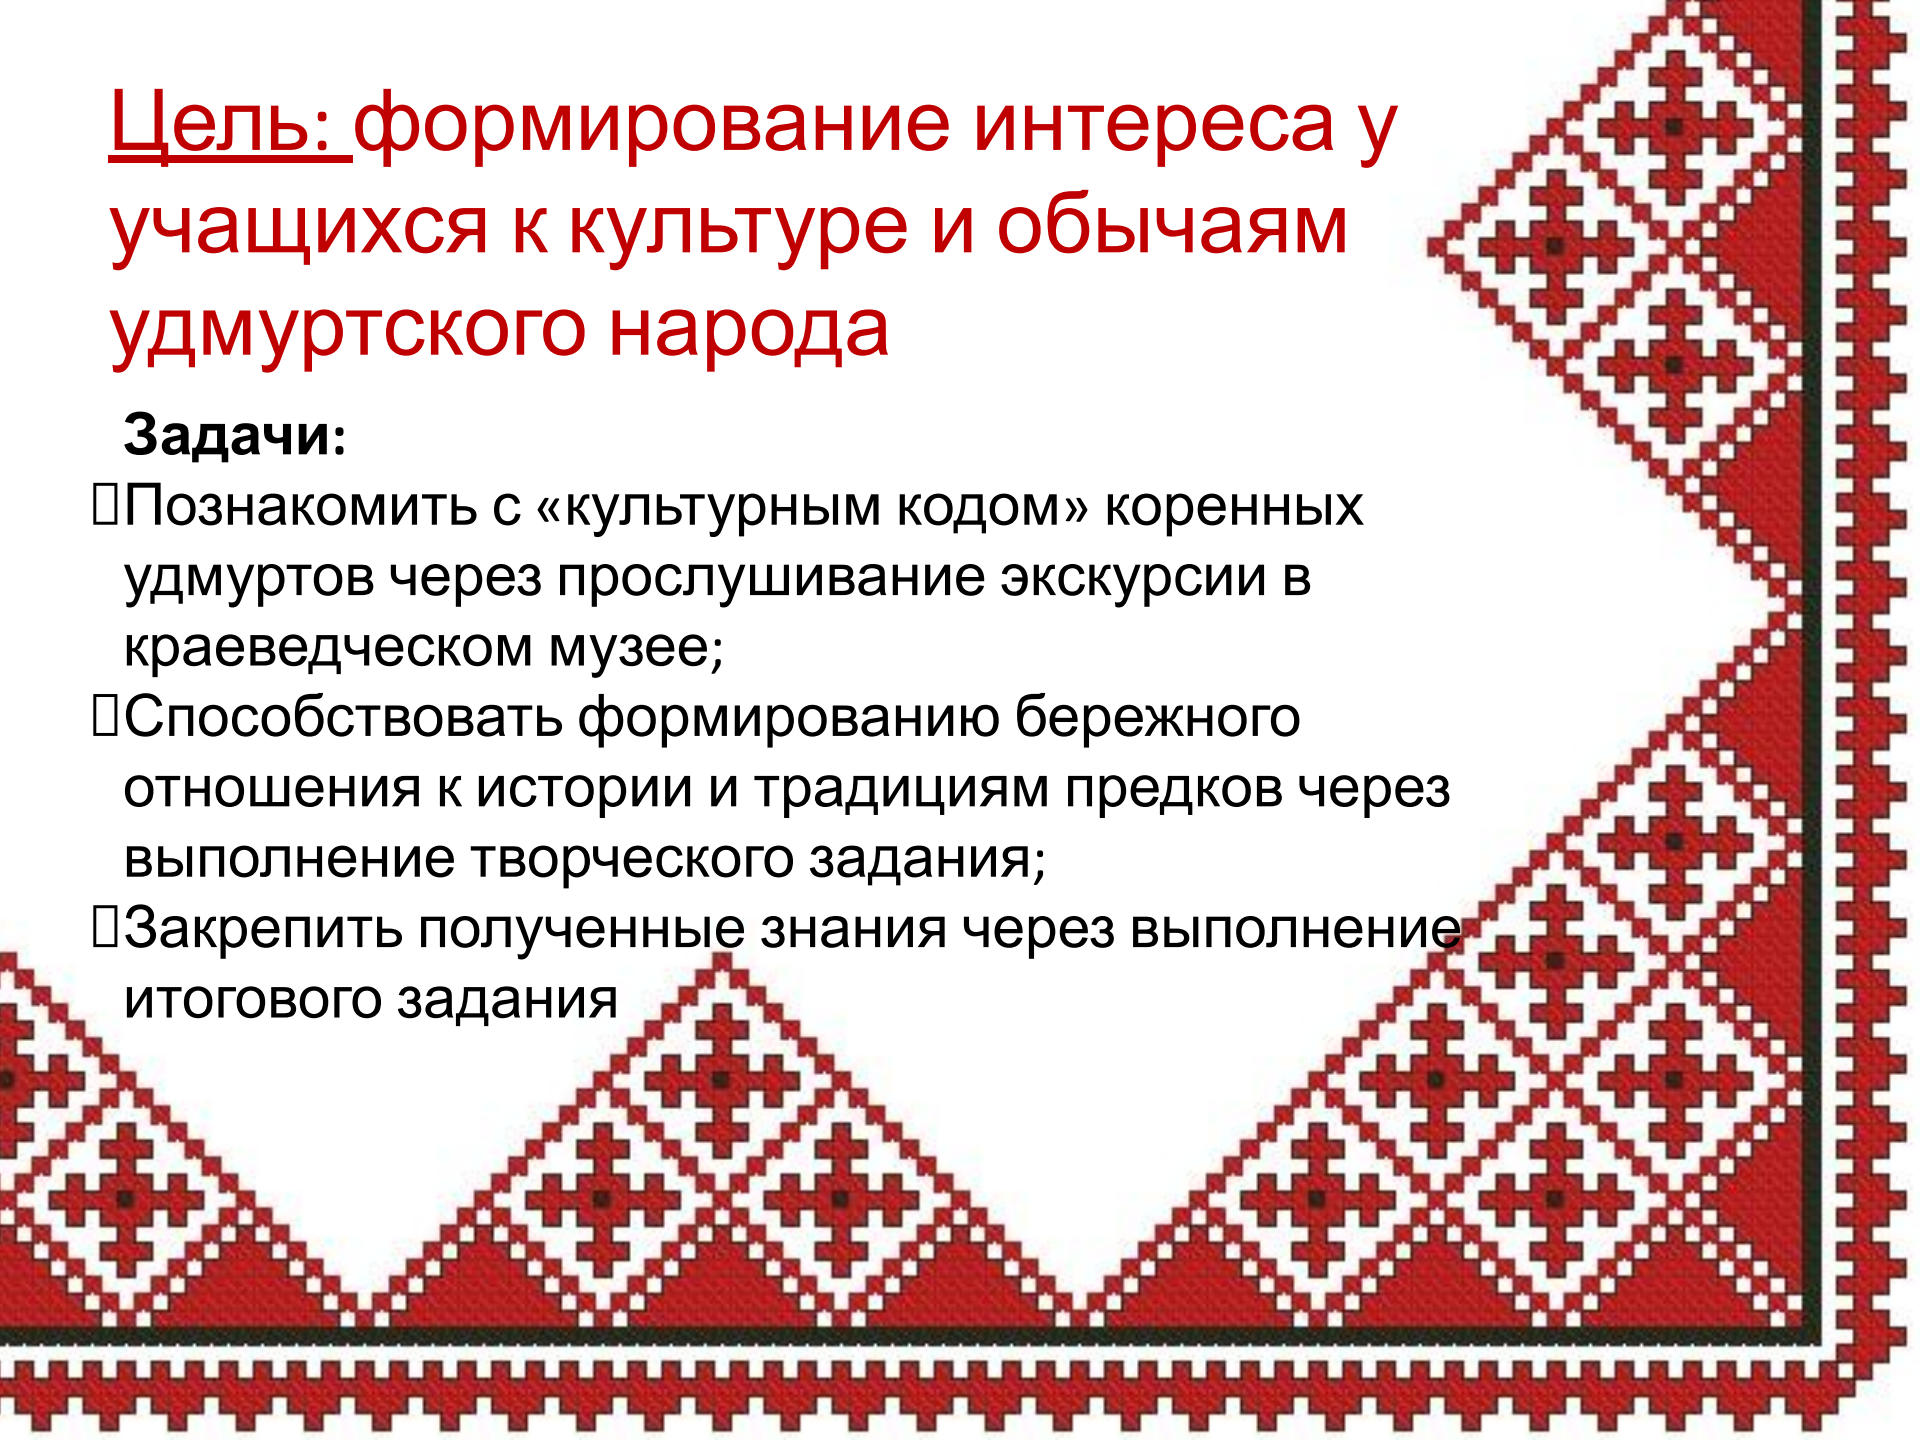 Цель: формирование интереса у
учащихся к культуре и обычаям
удмуртского народа
Задачи:
Познакомить с «культурным кодом» коренных
удмуртов через прослушивание экскурсии в
краеведческом музее;
Способствовать формированию бережного
отношения к истории и традициям предков через
выполнение творческого задания;
Закрепить полученные знания через выполнение
итогового задания